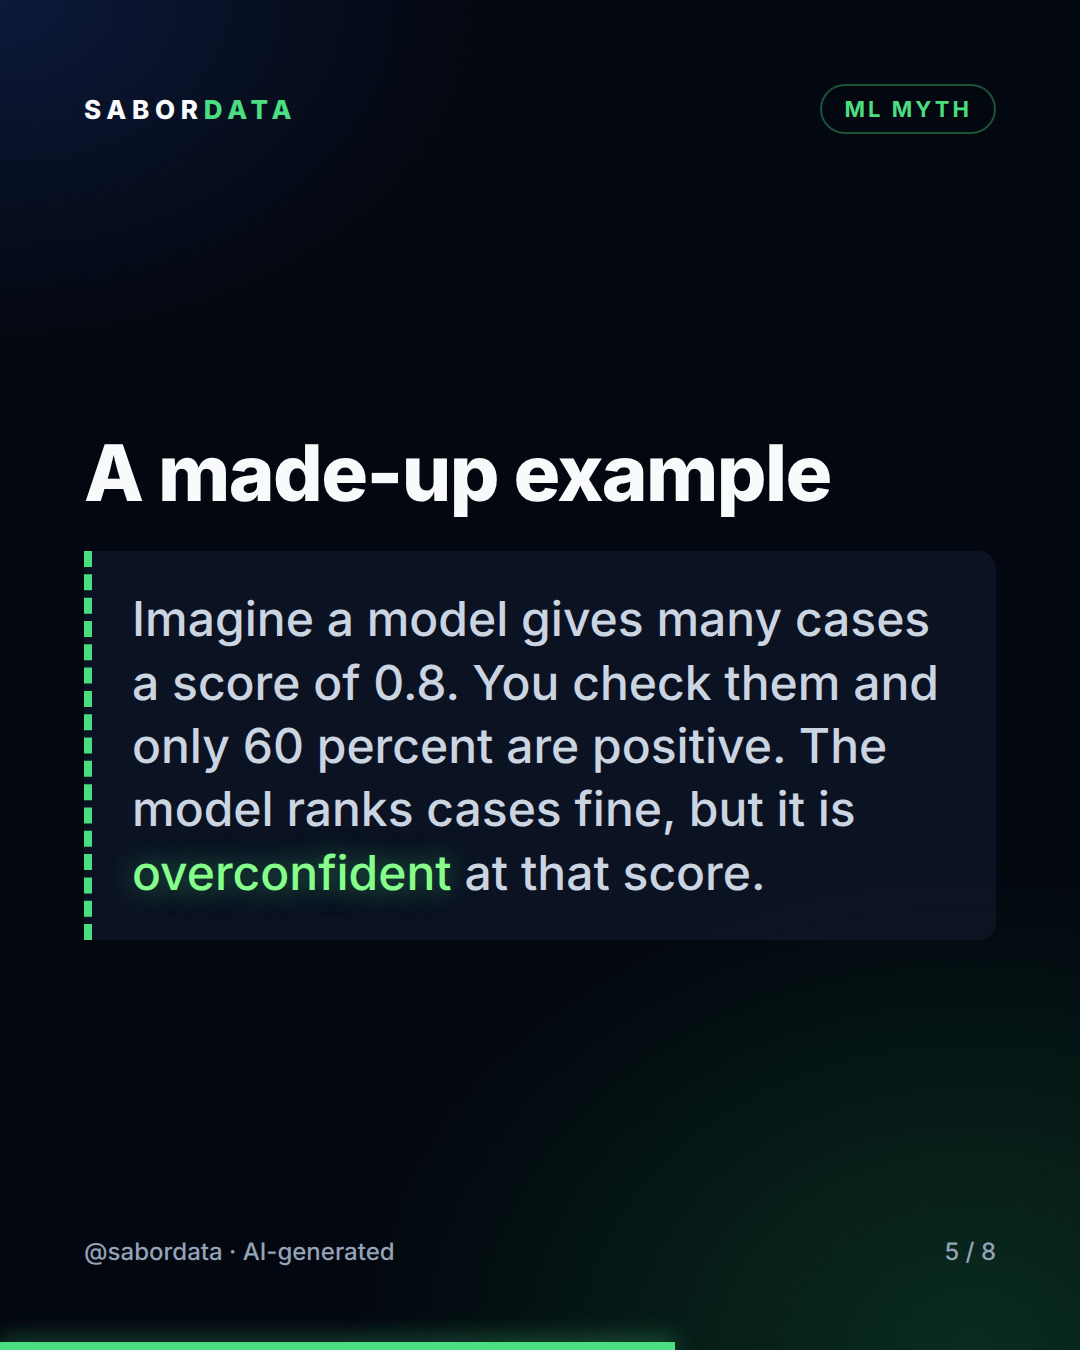 SABORDATA
ML MYTH
A made-up example
Imagine a model gives many cases
a score of 0.8. You check them and
only 60 percent are positive. The
model ranks cases fine, but it is
overconfident at that score.
@sabordata · AI-generated
5 / 8